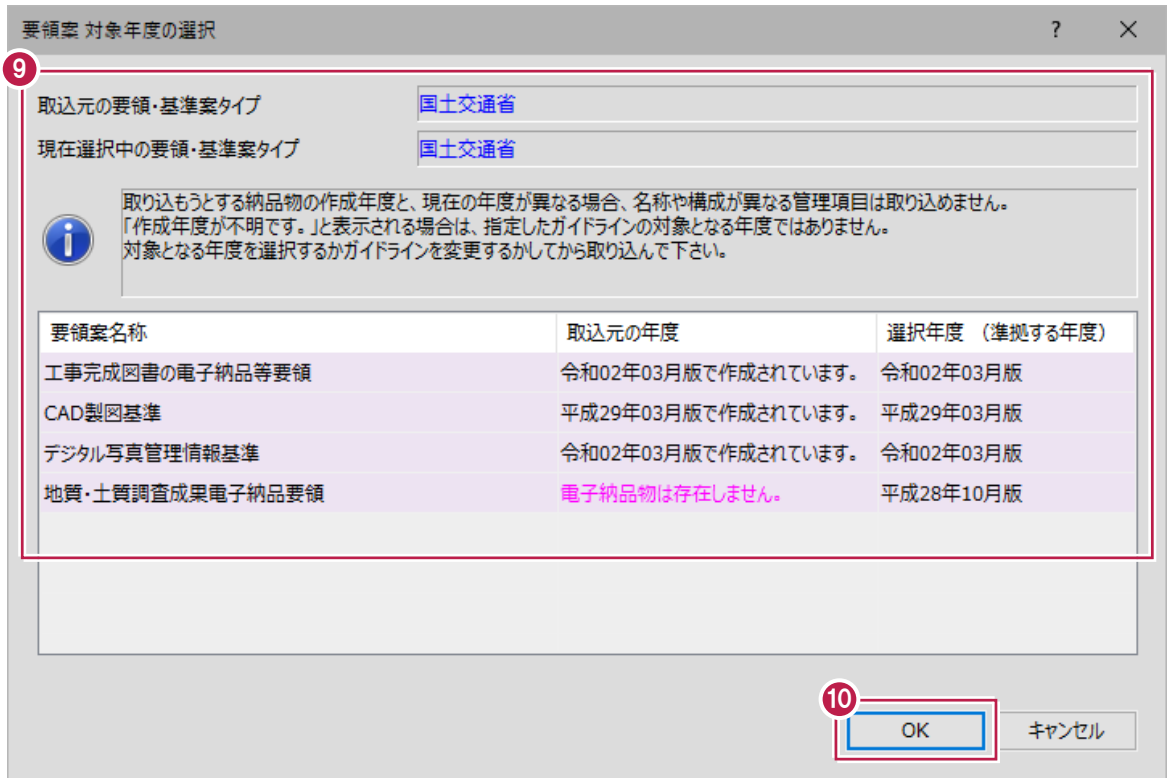 要領案 対象年度の選択 ? ×
9
取込元の要領・基準案タイプ 国土交通省
現在選択中の要領・基準案タイプ 国土交通省
取り込もうとする納品物の作成年度と、現在の年度が異なる場合、名称や構成が異なる管理項目は取り込めません。
「作成年度が不明です。」と表示される場合は、指定したガイドラインの対象となる年度ではありません。
対象となる年度を選択するかガイドラインを変更するかしてから取り込んで下さい。
要領案名称 取込元の年度 選択年度 （準拠する年度）
工事完成図書の電子納品等要領 令和02年03月版で作成されています。 令和02年03月版
CAD製図基準 平成29年03月版で作成されています。 平成29年03月版
デジタル写真管理情報基準 令和02年03月版で作成されています。 令和02年03月版
地質・土質調査成果電子納品要領 電子納品物は存在しません。 平成28年10月版
10
OK キャンセル